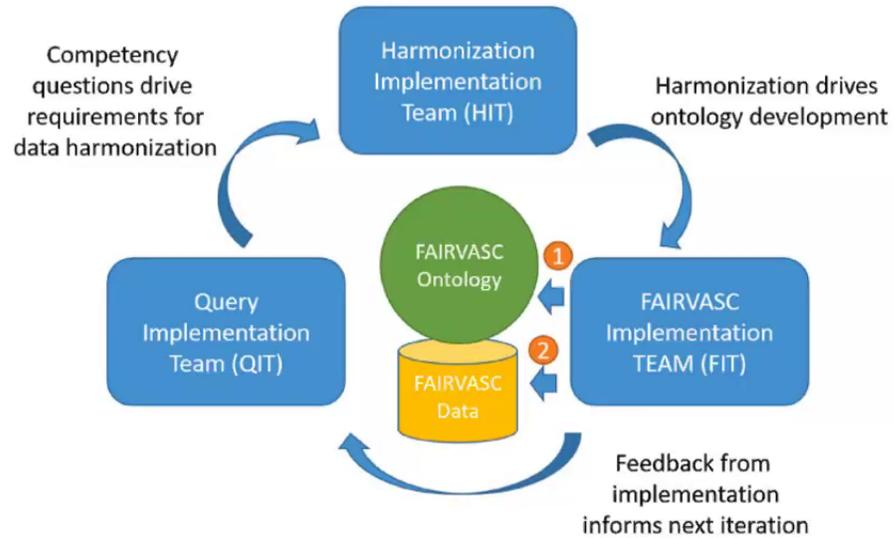 Competency
questions drive
requirements for
data harmonization
Harmonization
Implementation
Team (HIT)
Harmonization drives
ontology development
FAIRVASC
Ontology
1
Query
Implementation
Team (QIT)
FAIRVASC
Implementation
TEAM (FIT)
2
FAIRVASC
Data
Feedback from
implementation
informs next iteration